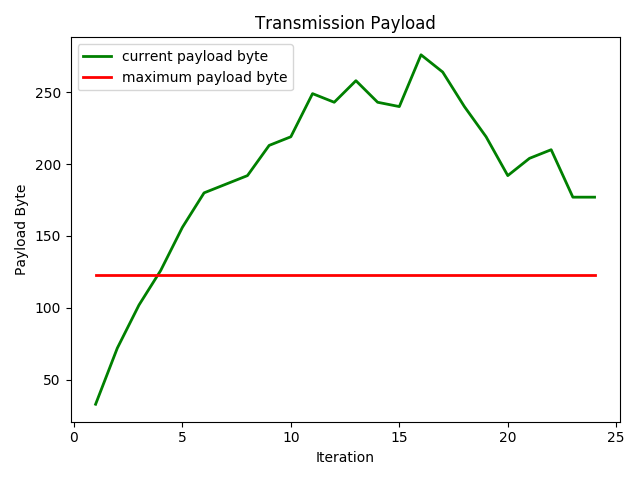 Transmission Payload
current payload byte
maximum payload byte
250
200
150
100
50
Payload Byte
0 5 10 15 20 25
Iteration